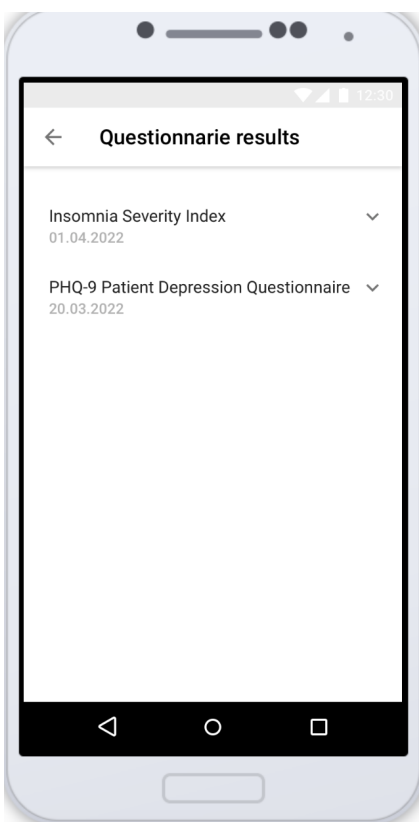 12:30
Questionnarie results
Insomnia Severity Index
01.04.2022
PHQ-9 Patient Depression Questionnaire
20.03.2022